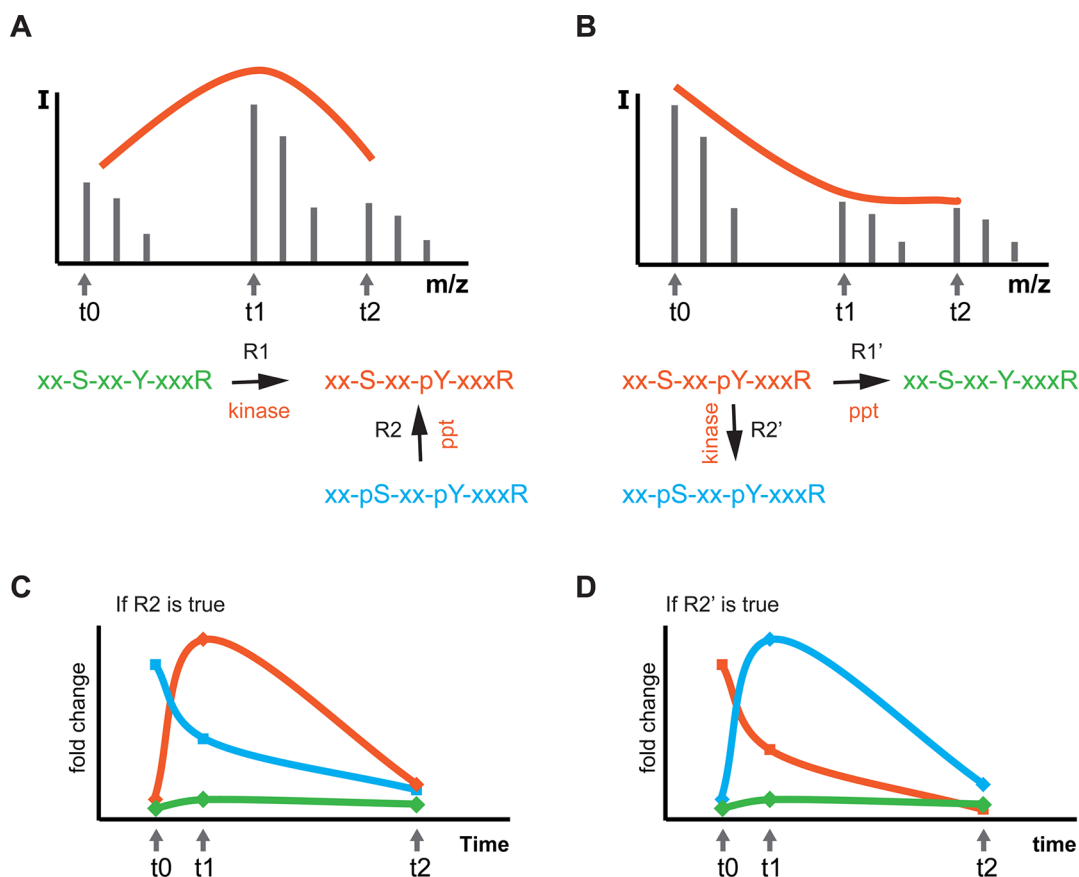 A
I
t0
t1
t2
m/z
xx-S-xx-Y-xxxR
R1
kinase
xx-S-xx-pY-xxxR
R2
ppt
xx-pS-xx-pY-xxxR
B
I
t0
t1
t2
m/z
xx-S-xx-pY-xxxR
R1’
ppt
xx-S-xx-Y-xxxR
kinase
R2’
xx-pS-xx-pY-xxxR
C
If R2 is true
fold change
Time
t0
t1
t2
D
If R2’ is true
fold change
time
t0
t1
t2